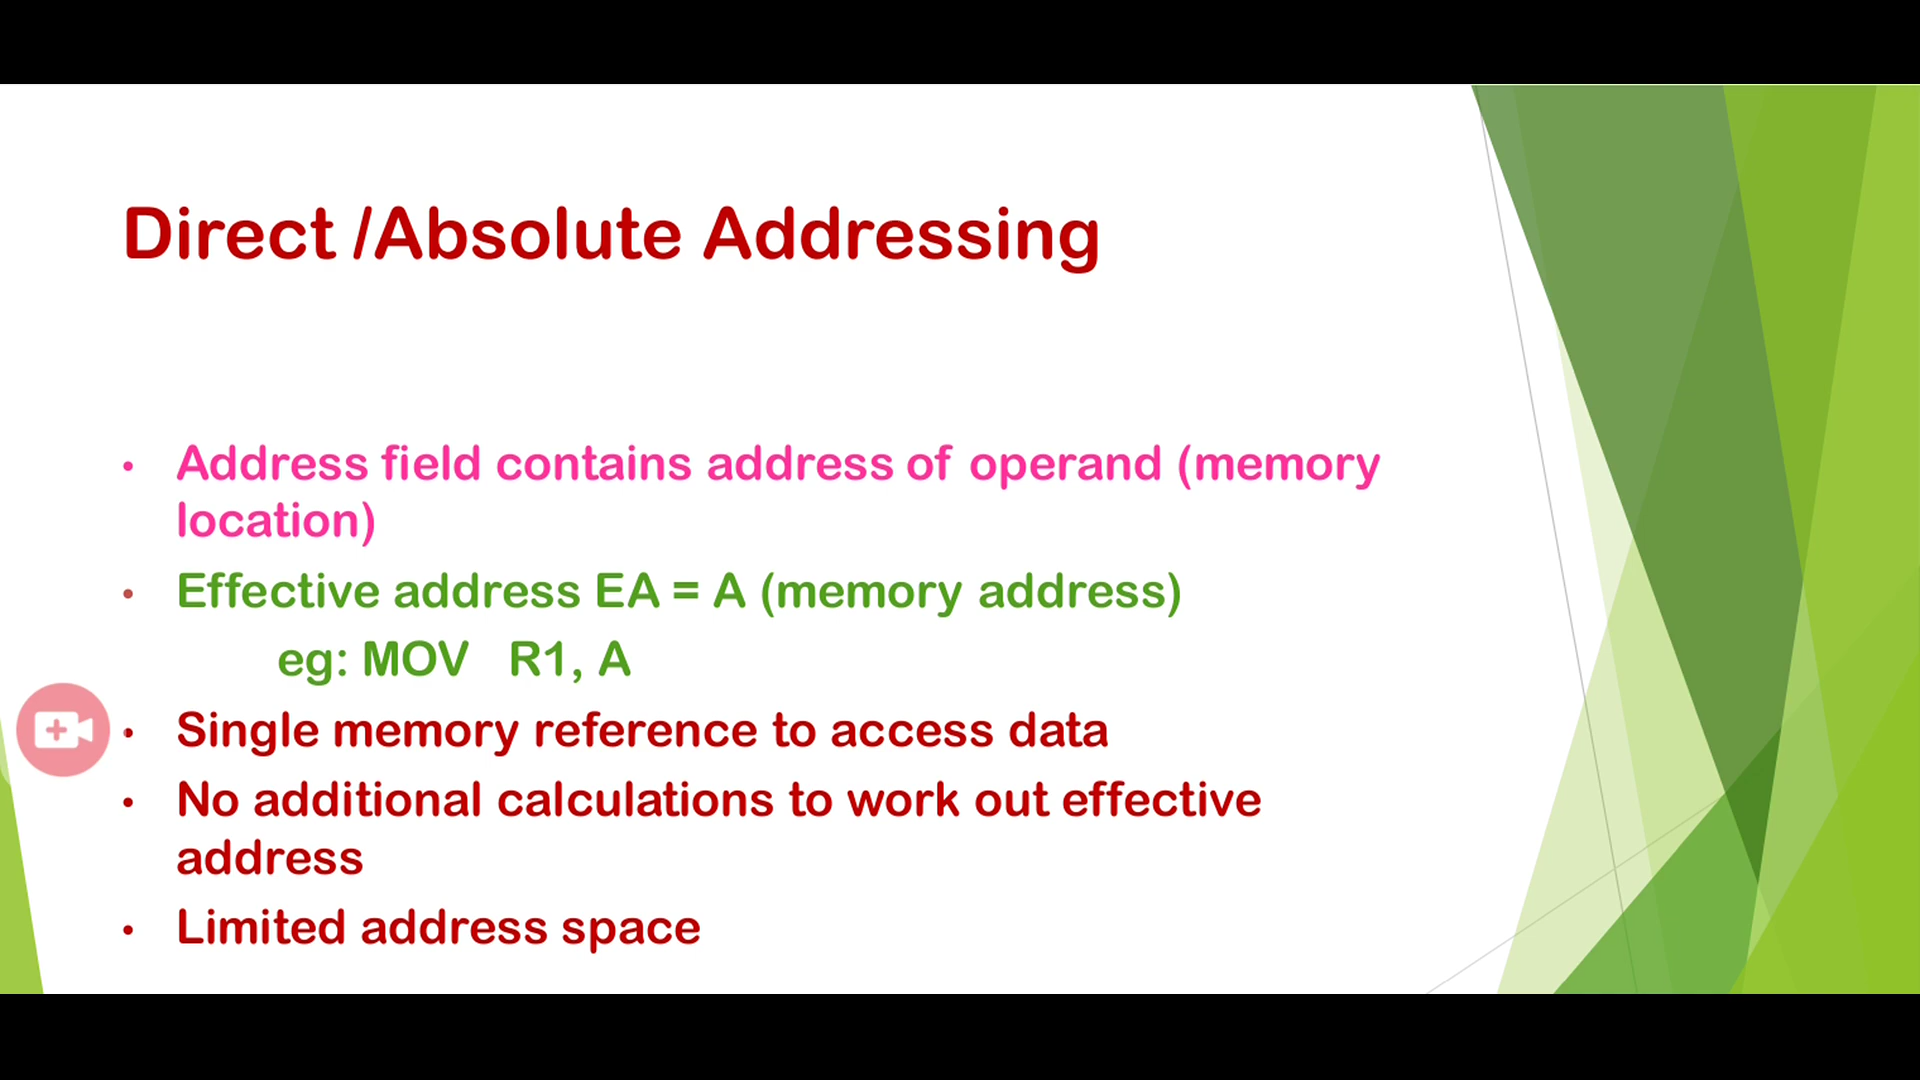 Direct /Absolute Addressing
• Address field contains address of operand (memory
location)
• Effective address EA = A (memory address)
eg: MOV R1, A
• Single memory reference to access data
• No additional calculations to work out effective
address
• Limited address space